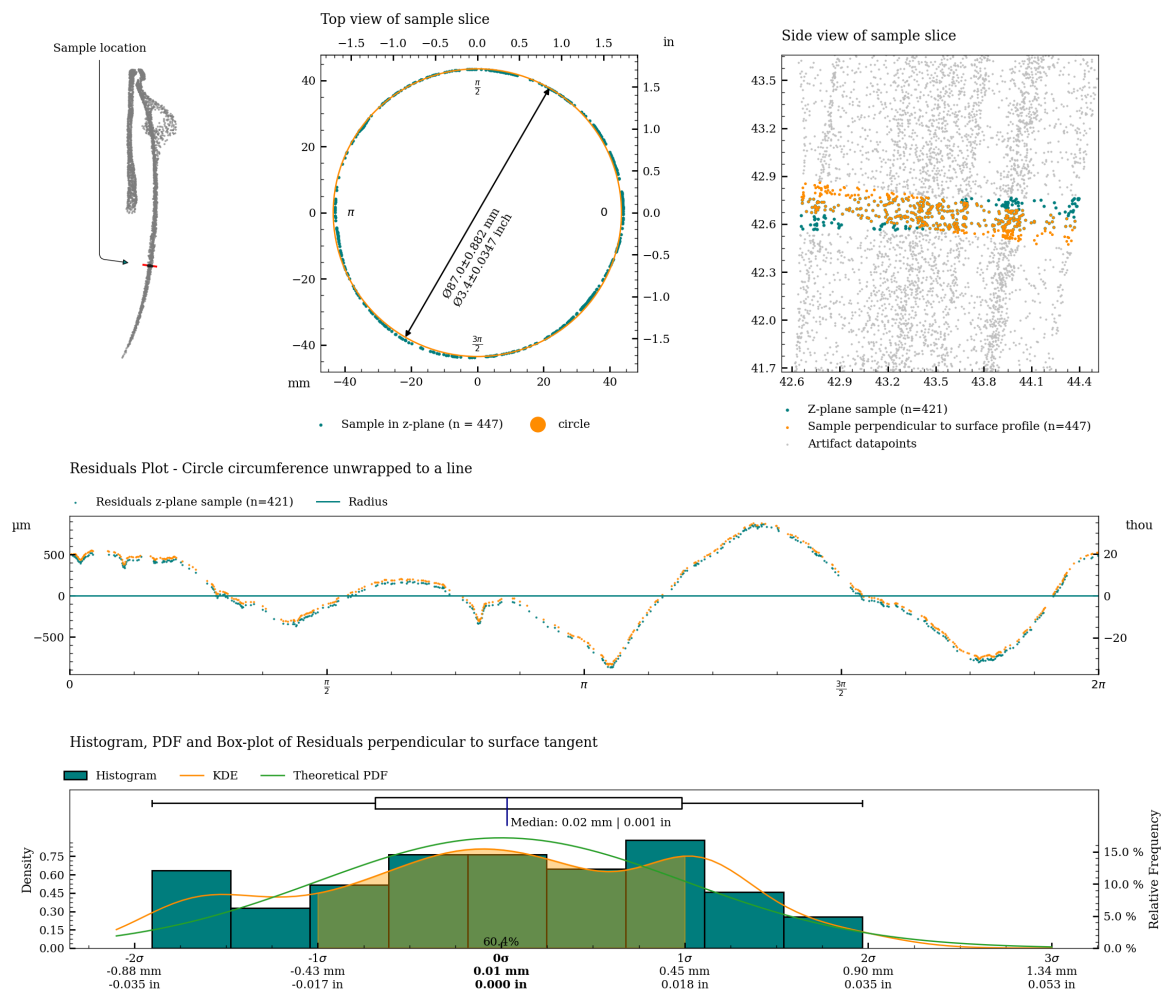 Sample location
Top view of sample slice
−1.5 −1.0 −0.5 0.0 0.5 1.0 1.5 in
40
20
0
−20
−40
mm
−40 −20 0 20 40
1.5
1.0
0.5
0.0
−0.5
−1.0
−1.5
π/2
π
0
3π/2
Ø87.0±0.882 mm
Ø3.4±0.0347 inch
Sample in z-plane (n = 447) circle
Side view of sample slice
43.5
43.2
42.9
42.6
42.3
42.0
41.7
42.6 42.9 43.2 43.5 43.8 44.1 44.4
Z-plane sample (n=421)
Sample perpendicular to surface profile (n=447)
Artifact datapoints
Residuals Plot - Circle circumference unwrapped to a line
Residuals z-plane sample (n=421) Radius
µm
500
0
−500
thou
20
0
−20
0 π/2 π 3π/2 2π
Histogram, PDF and Box-plot of Residuals perpendicular to surface tangent
Histogram KDE Theoretical PDF
Median: 0.02 mm | 0.001 in
Density
0.75
0.60
0.45
0.30
0.15
0.00
Relative Frequency
15.0 %
10.0 %
5.0 %
0.0 %
60.4%
-2σ -1σ 0σ 1σ 2σ 3σ
-0.88 mm -0.43 mm 0.01 mm 0.45 mm 0.90 mm 1.34 mm
-0.035 in -0.017 in 0.000 in 0.018 in 0.035 in 0.053 in